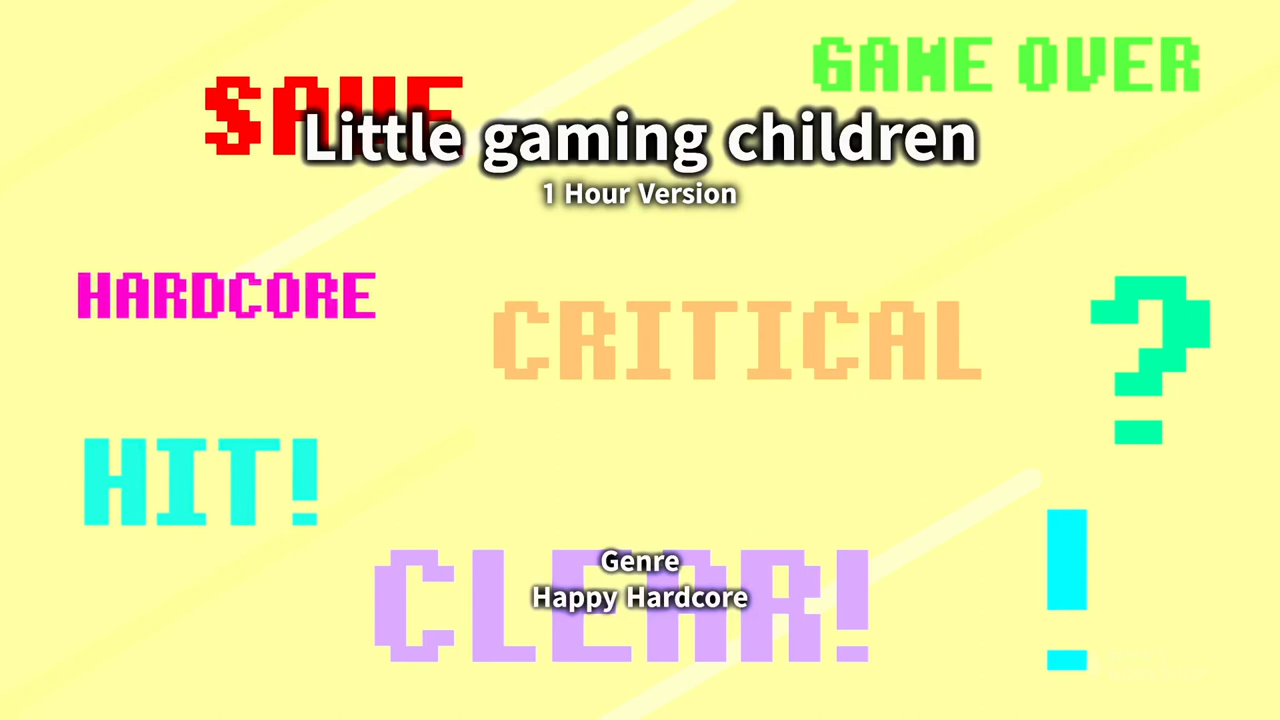 GAME OVER
SAVE
Little gaming children
1 Hour Version
HARDCORE
CRITICAL
?
HIT!
!
CLEAR!
Genre
Happy Hardcore